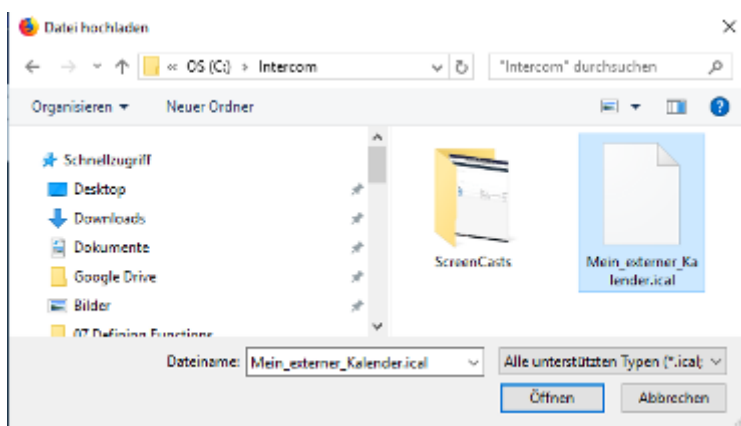 Datei hochladen
« OS (C:) > Intercom
"Intercom" durchsuchen
Organisieren
Neuer Ordner
Schnellzugriff
Desktop
Downloads
Dokumente
Google Drive
Bilder
07 Defining Functions
ScreenCasts
Mein_externer_Ka
lender.ical
Dateiname: Mein_externer_Kalender.ical
Alle unterstützten Typen (*.ical;
Öffnen
Abbrechen